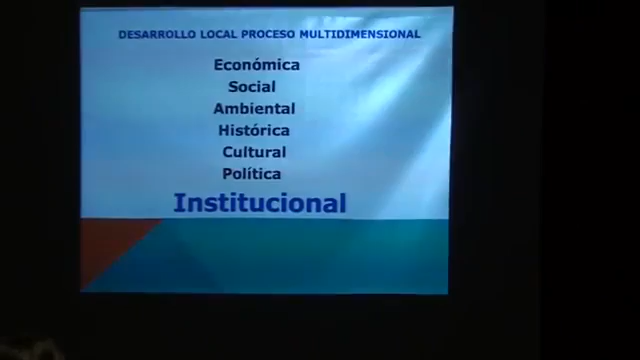 DESARROLLO LOCAL PROCESO MULTIDIMENSIONAL
Económica
Social
Ambiental
Histórica
Cultural
Política
Institucional